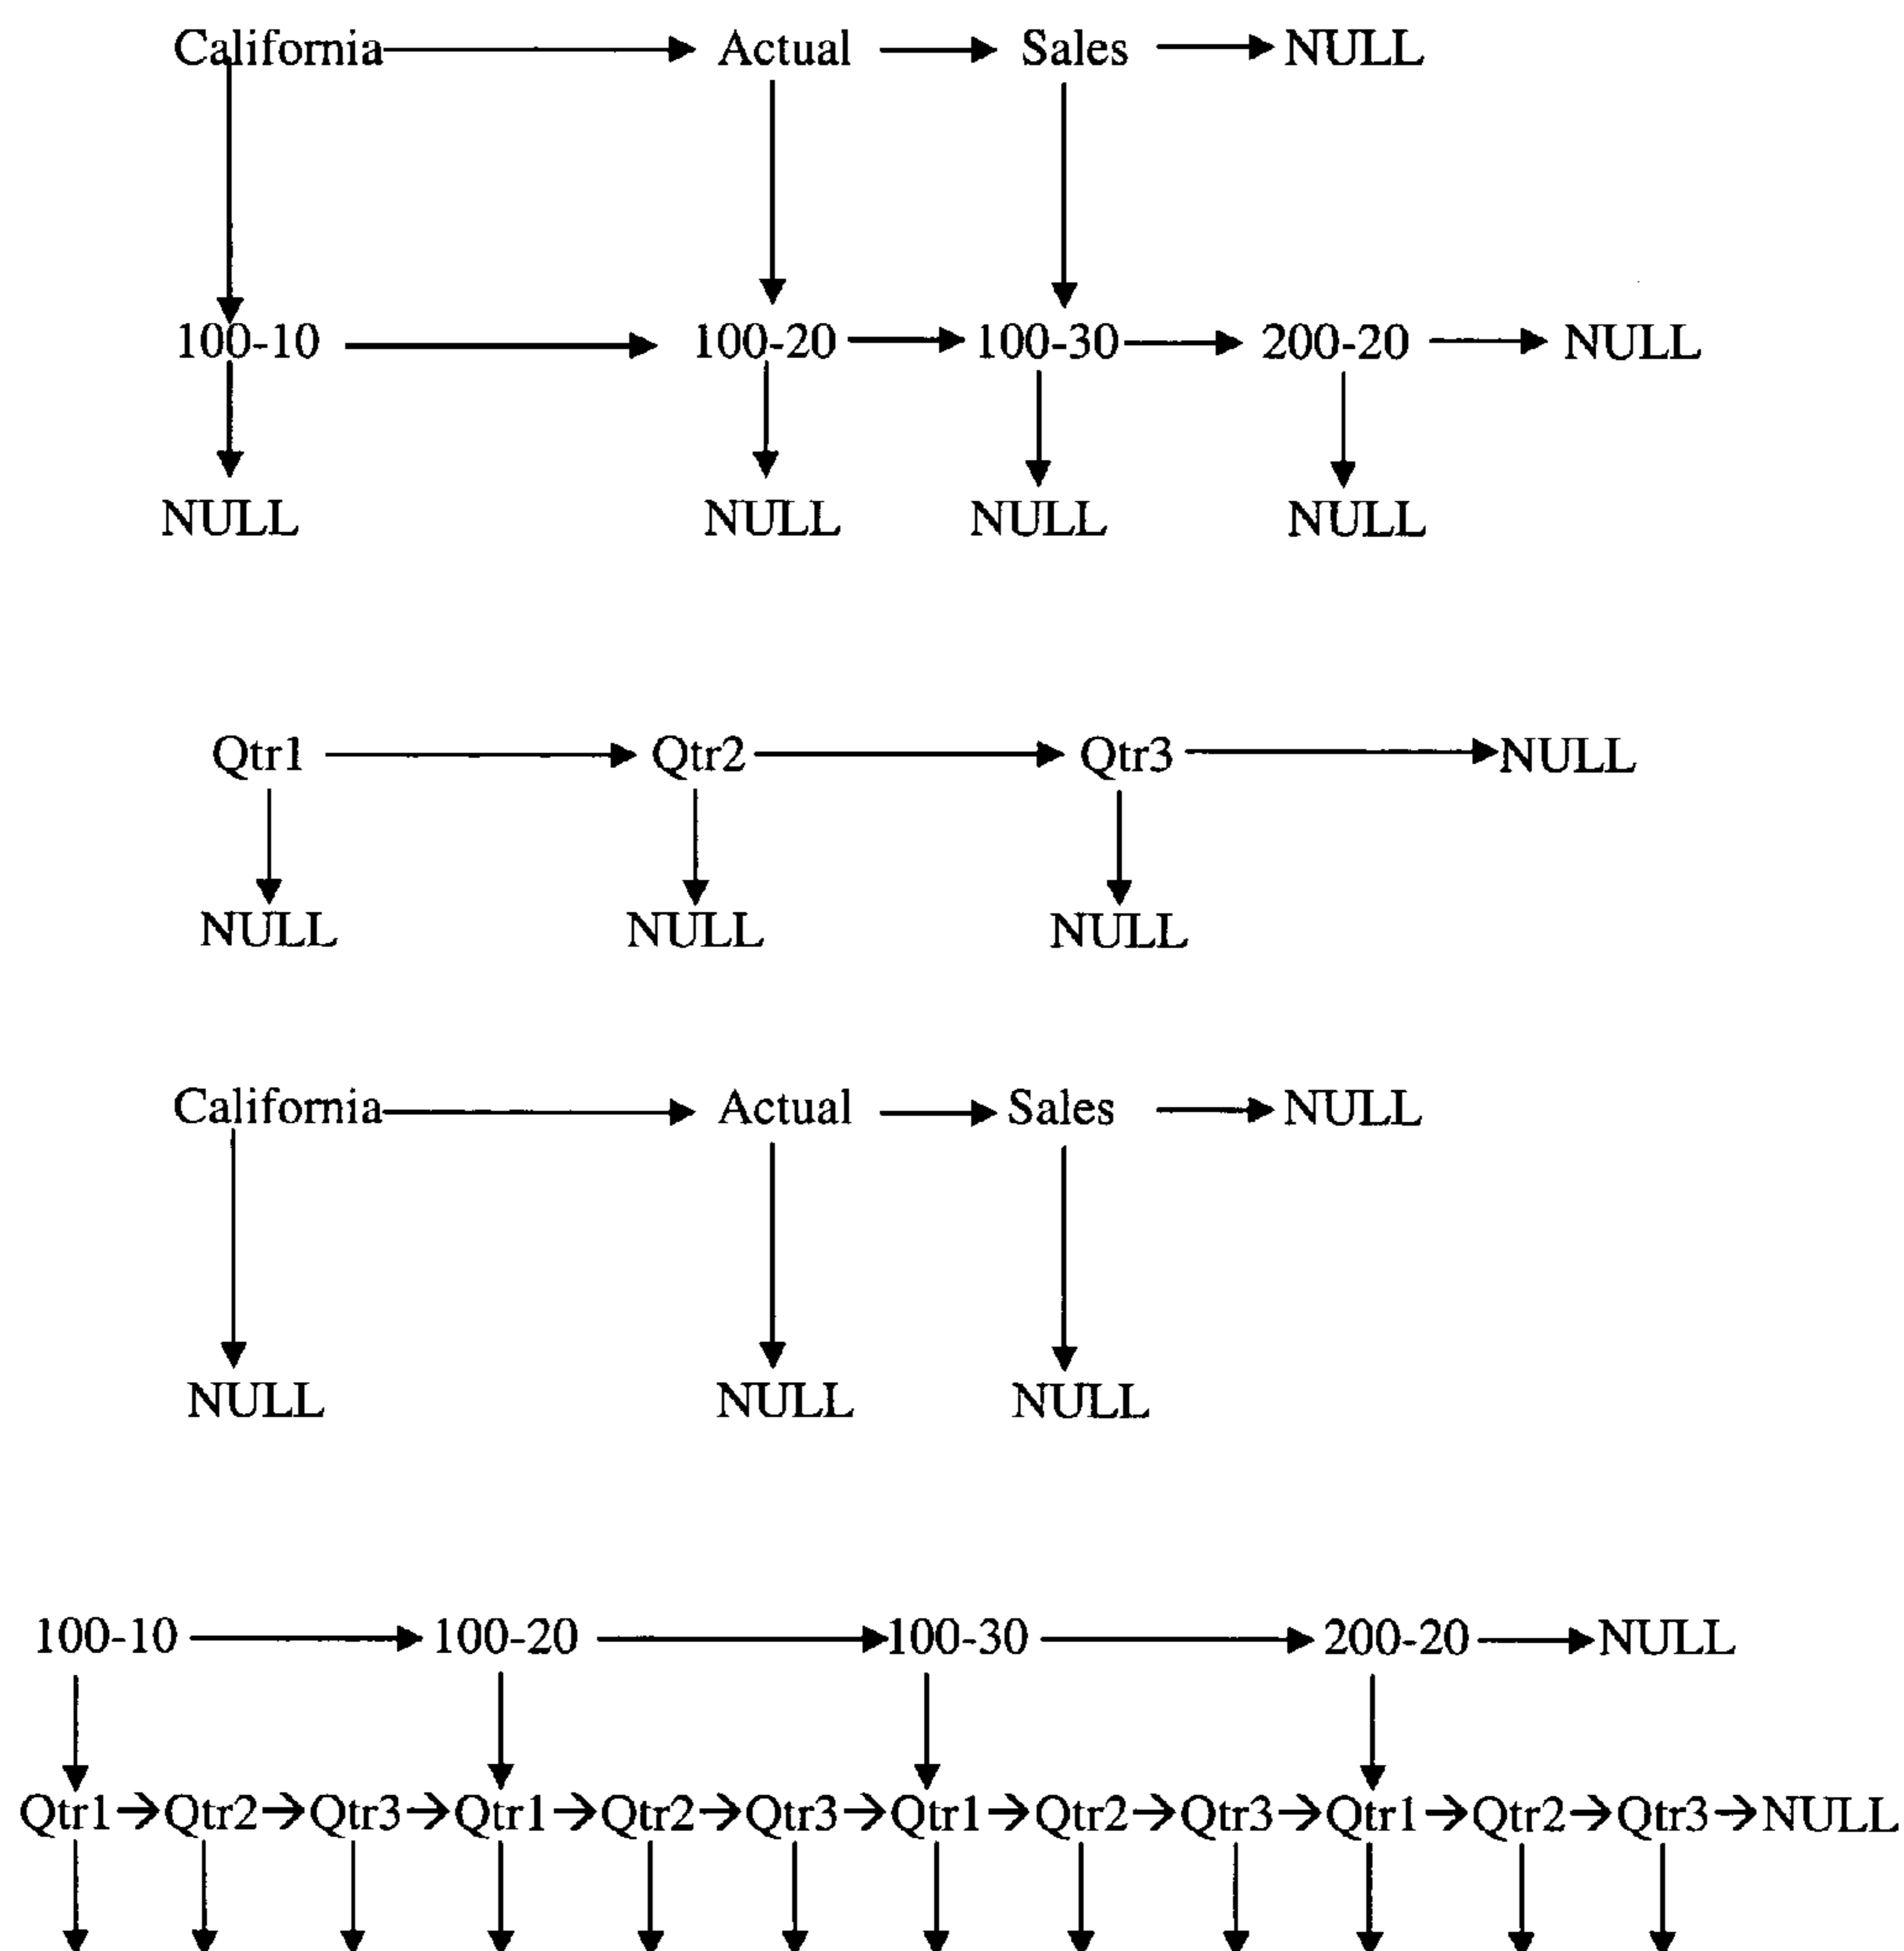 California Actual Sales NULL
100-10 100-20 100-30 200-20 NULL
NULL NULL NULL NULL
Qtr1 Qtr2 Qtr3 NULL
NULL NULL NULL
California Actual Sales NULL
NULL NULL NULL
100-10 100-20 100-30 200-20 NULL
Qtr1 Qtr2 Qtr3 Qtr1 Qtr2 Qtr3 Qtr1 Qtr2 Qtr3 Qtr1 Qtr2 Qtr3 NULL